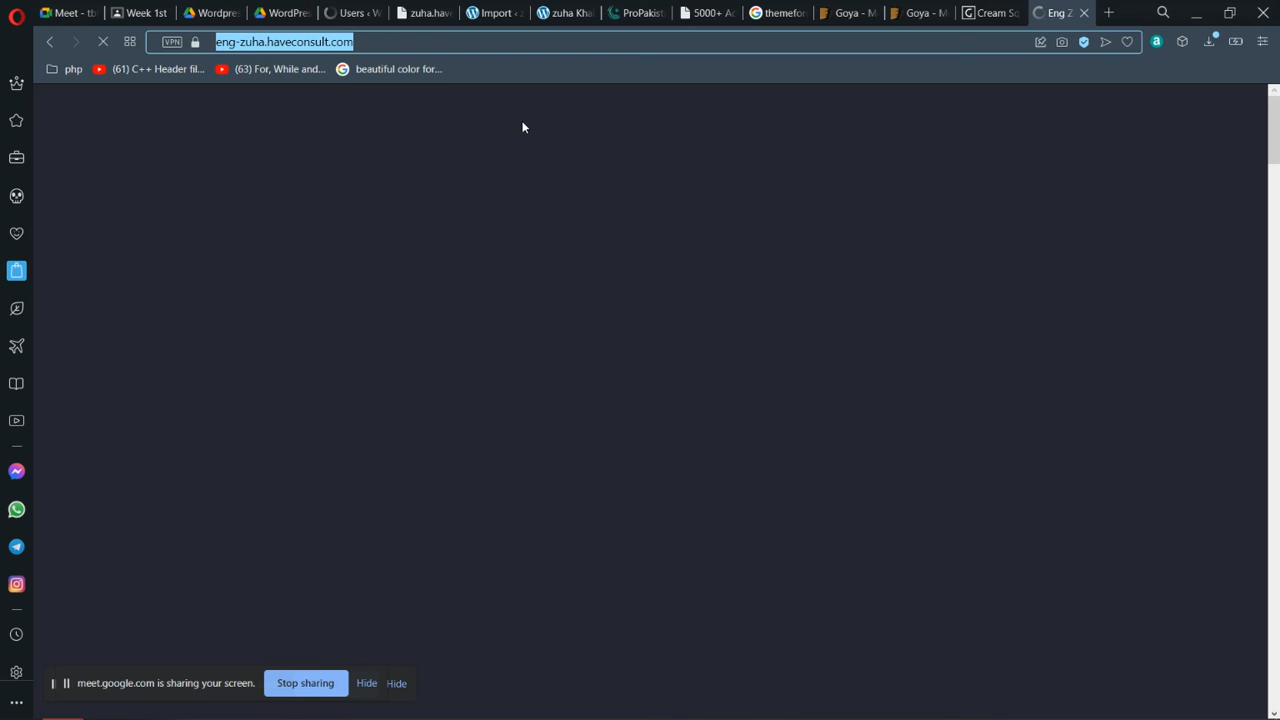 Meet - tb
Week 1st
Wordpre
WordPre
Users ‹ W
zuha.hav
Import ‹ z
zuha Kha
ProPakist
5000+ A
themefor
Goya - M
Goya - M
Cream Sq
Eng Z
VPN
eng-zuha.haveconsult.com
php
(61) C++ Header fil...
(63) For, While and...
beautiful color for...
meet.google.com is sharing your screen.
Stop sharing
Hide
Hide